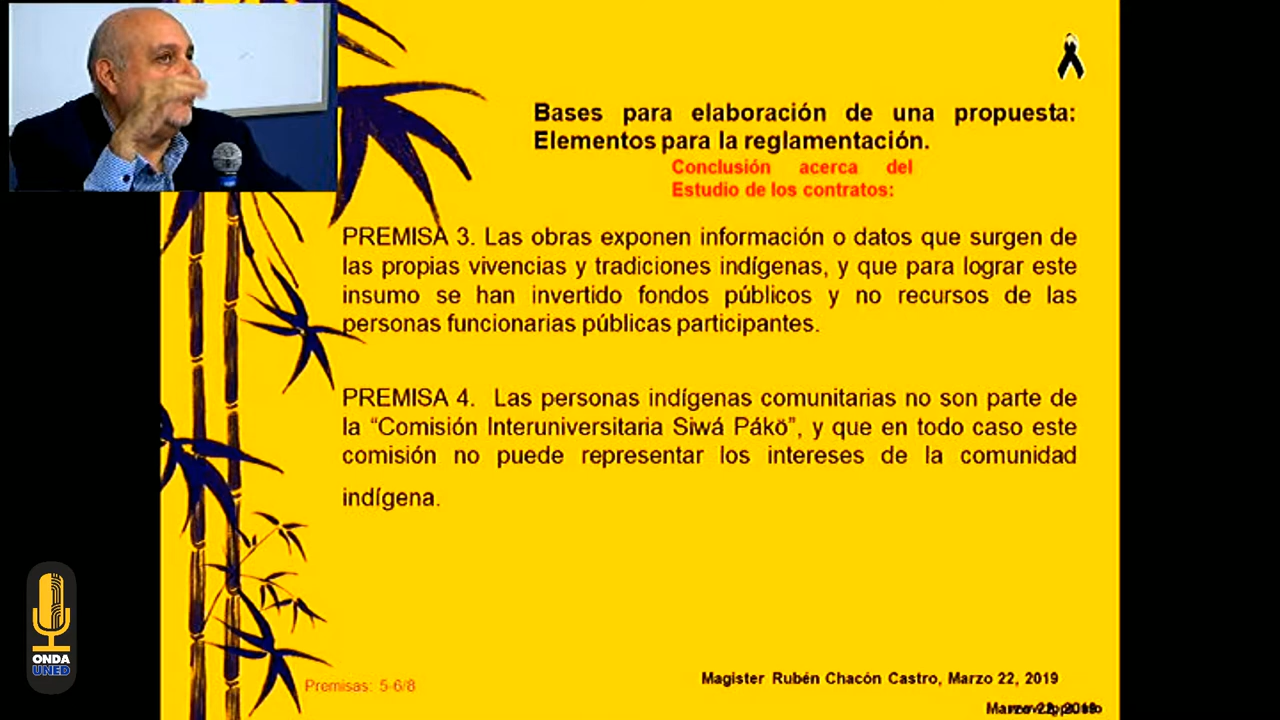 Bases para elaboración de una propuesta:
Elementos para la reglamentación.
Conclusión acerca del
Estudio de los contratos:
PREMISA 3. Las obras exponen información o datos que surgen de
las propias vivencias y tradiciones indígenas, y que para lograr este
insumo se han invertido fondos públicos y no recursos de las
personas funcionarias públicas participantes.
PREMISA 4. Las personas indígenas comunitarias no son parte de
la “Comisión Interuniversitaria Siwá Pákö”, y que en todo caso este
comisión no puede representar los intereses de la comunidad
indígena.
ONDA
UNED
Premisas: 5-6/8
Magister Rubén Chacón Castro, Marzo 22, 2019